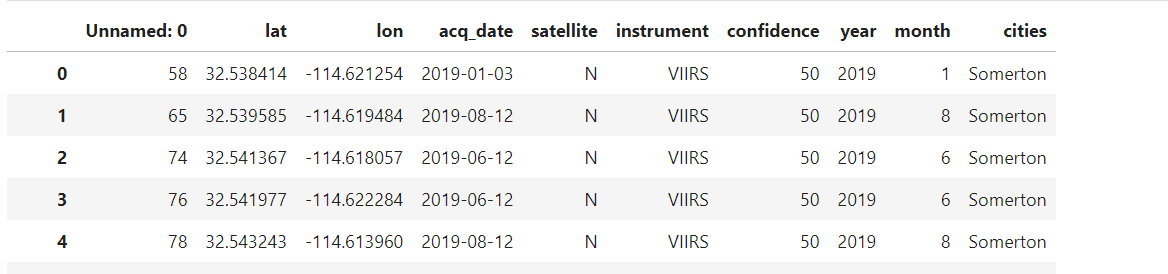 Unnamed: 0 lat lon acq_date satellite instrument confidence year month cities
0 58 32.538414 -114.621254 2019-01-03 N VIIRS 50 2019 1 Somerton
1 65 32.539585 -114.619484 2019-08-12 N VIIRS 50 2019 8 Somerton
2 74 32.541367 -114.618057 2019-06-12 N VIIRS 50 2019 6 Somerton
3 76 32.541977 -114.622284 2019-06-12 N VIIRS 50 2019 6 Somerton
4 78 32.543243 -114.613960 2019-08-12 N VIIRS 50 2019 8 Somerton